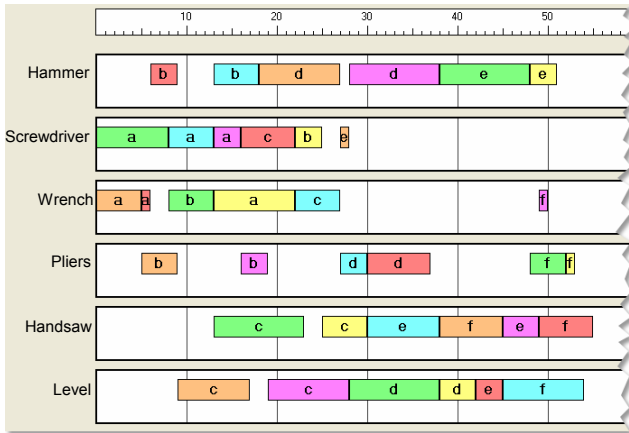 10 20 30 40 50
Hammer b b d d e e
Screwdriver a a a c b e
Wrench a a b a c f
Pliers b b d d f f
Handsaw c c e f e f
Level c c d d e f